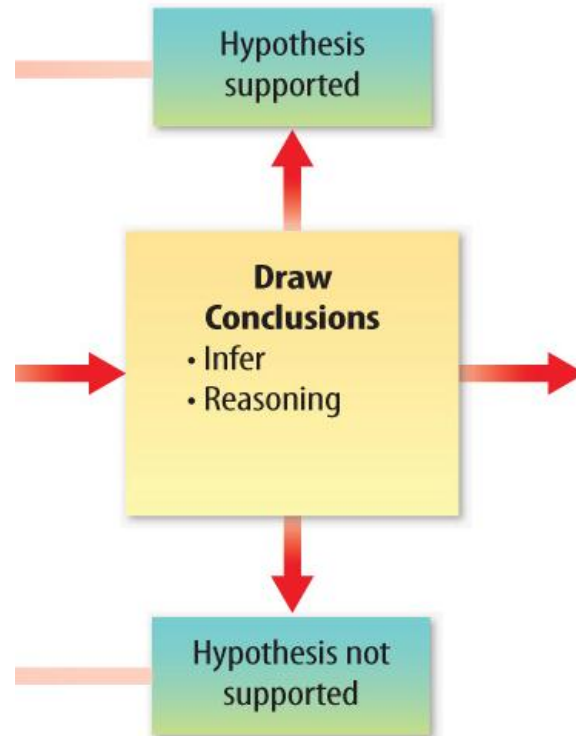 Hypothesis
supported
Draw
Conclusions
• Infer
• Reasoning
Hypothesis not
supported